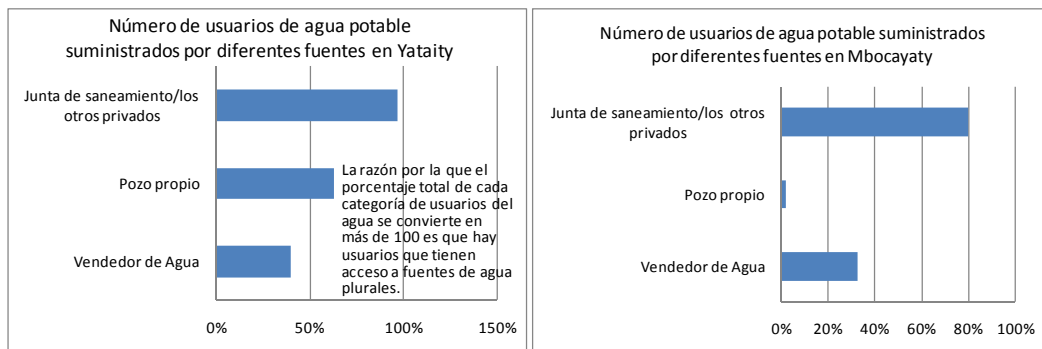 Número de usuarios de agua potable
suministrados por diferentes fuentes en Yataity
Junta de saneamiento/los
otros privados
Pozo propio
Vendedor de Agua
La razón por la que el
porcentaje total de cada
categoría de usuarios del
agua se convierte en
más de 100 es que hay
usuarios que tienen
acceso a fuentes de agua
plurales.
0% 50% 100% 150%
Número de usuarios de agua potable suministrados
por diferentes fuentes en Mbocayaty
Junta de saneamiento/los otros
privados
Pozo propio
Vendedor de Agua
0% 20% 40% 60% 80% 100%